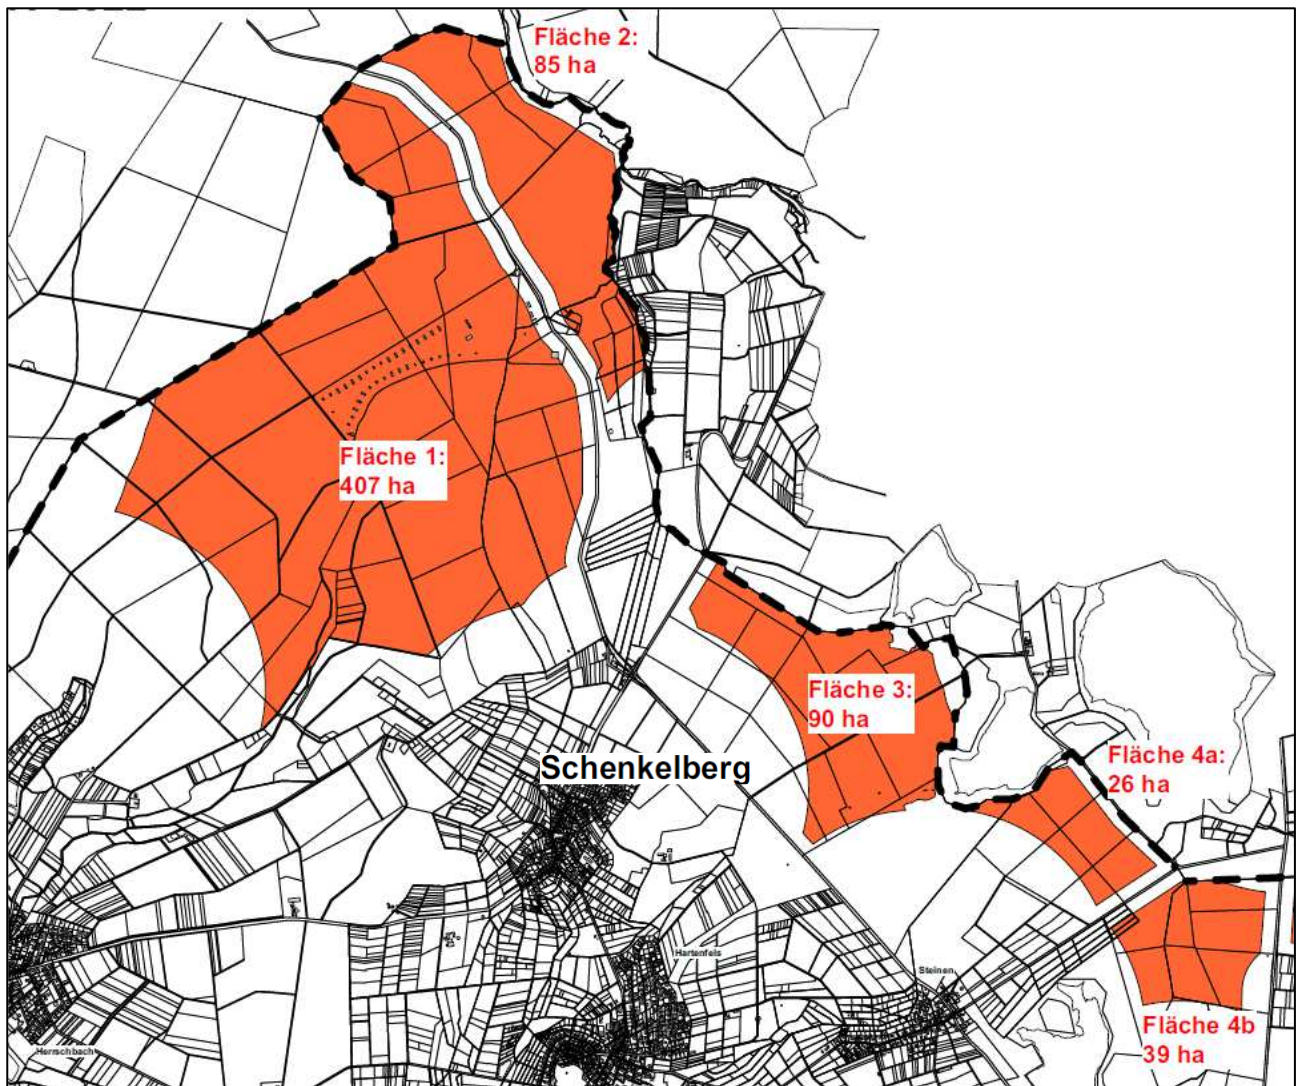 Fläche 2:
85 ha
Fläche 1:
407 ha
Fläche 3:
90 ha
Schenkelberg
Fläche 4a:
26 ha
Hartenfels
Steinen
Fläche 4b
39 ha
Herrschbach